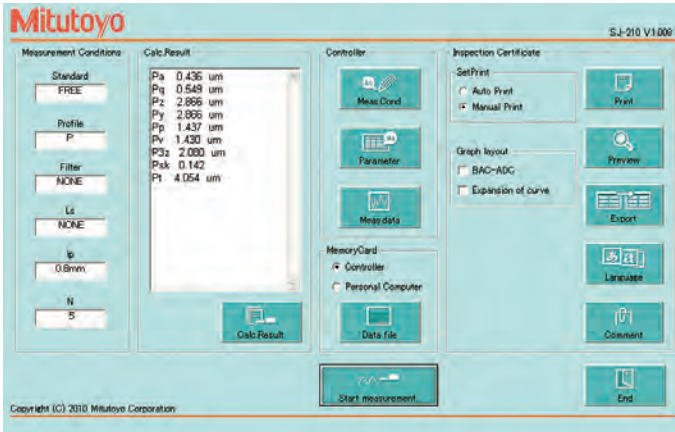 Mitutoyo
SJ-210 V1.000
Measurement Conditions
Standard
FREE
Profile
P
Filter
NONE
Ls
NONE
lp
0.8mm
N
5
Calc.Result
Pa 0.436 um
Pq 0.549 um
Pz 2.866 um
Py 2.866 um
Pp 1.437 um
Pv 1.430 um
P3z 2.080 um
Psk 0.142
Pt 4.054 um
Calc.Result
Controller
Meas.Cond
Parameter
Meas.data
MemoryCard
Controller
Personal Computer
Data file
Start measurement
Inspection Certificate
SetPrint
Auto Print
Manual Print
Graph layout
BAC-ADC
Expansion of curve
Print
Preview
Export
あ a
Language
Comment
End
Copyright (C) 2010 Mitutoyo Corporation